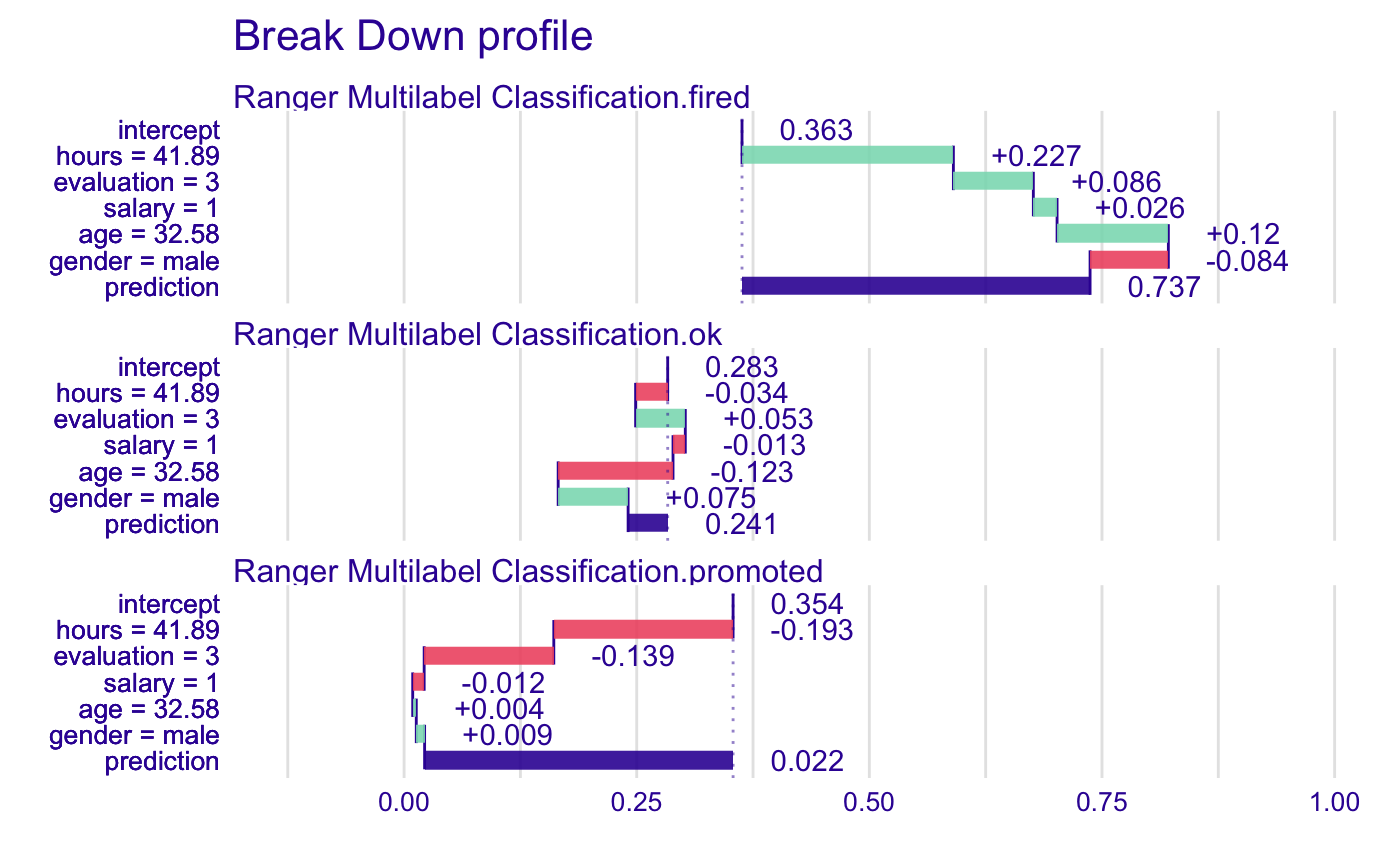 Break Down profile
Ranger Multilabel Classification.fired
intercept 0.363
hours = 41.89 +0.227
evaluation = 3 +0.086
salary = 1 +0.026
age = 32.58 +0.12
gender = male -0.084
prediction 0.737
Ranger Multilabel Classification.ok
intercept 0.283
hours = 41.89 -0.034
evaluation = 3 +0.053
salary = 1 -0.013
age = 32.58 -0.123
gender = male +0.075
prediction 0.241
Ranger Multilabel Classification.promoted
intercept 0.354
hours = 41.89 -0.193
evaluation = 3 -0.139
salary = 1 -0.012
age = 32.58 +0.004
gender = male +0.009
prediction 0.022
0.00 0.25 0.50 0.75 1.00